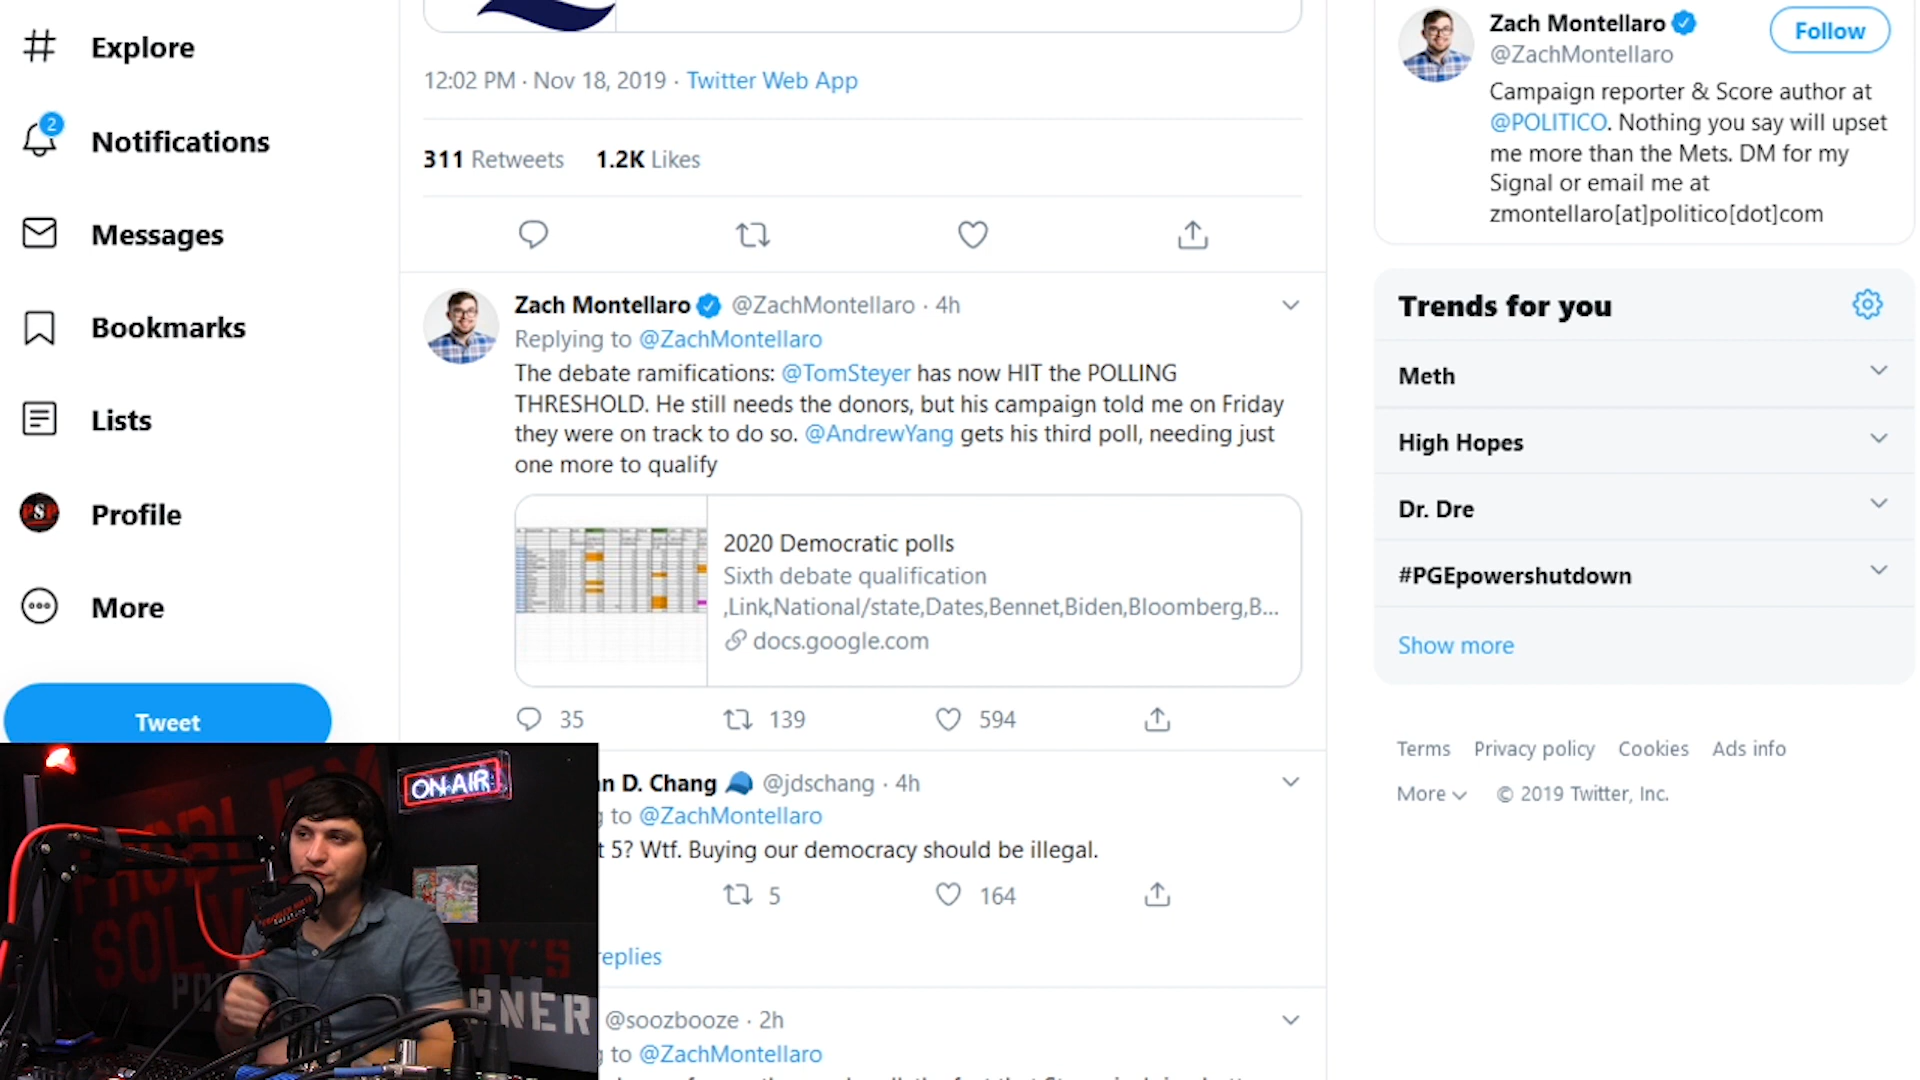 Explore
2
Notifications
Messages
Bookmarks
Lists
PSP
Profile
More
Tweet
12:02 PM · Nov 18, 2019 · Twitter Web App
311 Retweets 1.2K Likes
Zach Montellaro @ZachMontellaro · 4h
Replying to @ZachMontellaro
The debate ramifications: @TomSteyer has now HIT the POLLING
THRESHOLD. He still needs the donors, but his campaign told me on Friday
they were on track to do so. @AndrewYang gets his third poll, needing just
one more to qualify
2020 Democratic polls
Sixth debate qualification
,Link,National/state,Dates,Bennet,Biden,Bloomberg,B...
docs.google.com
35 139 594
n D. Chang @jdschang · 4h
to @ZachMontellaro
t 5? Wtf. Buying our democracy should be illegal.
5 164
replies
@soozbooze · 2h
to @ZachMontellaro
Zach Montellaro
Follow
@ZachMontellaro
Campaign reporter & Score author at
@POLITICO. Nothing you say will upset
me more than the Mets. DM for my
Signal or email me at
zmontellaro[at]politico[dot]com
Trends for you
Meth
High Hopes
Dr. Dre
#PGEpowershutdown
Show more
Terms Privacy policy Cookies Ads info
More © 2019 Twitter, Inc.
ON AIR
PROBLEM
SOLV
DY'S
RNER